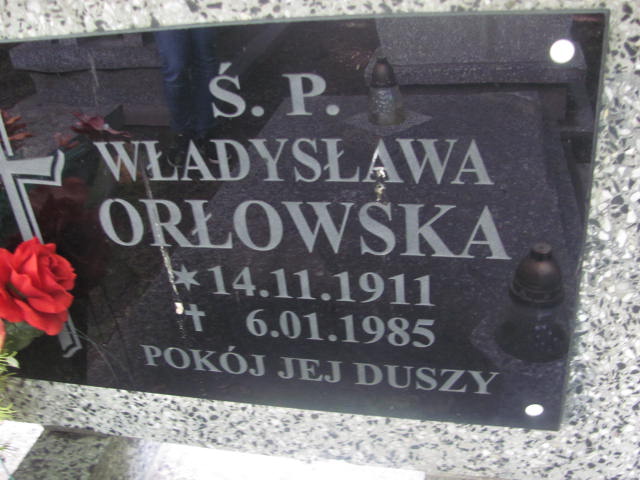 Ś. P.
WŁADYSŁAWA
ORŁOWSKA
* 14.11.1911
† 6.01.1985
POKÓJ JEJ DUSZY